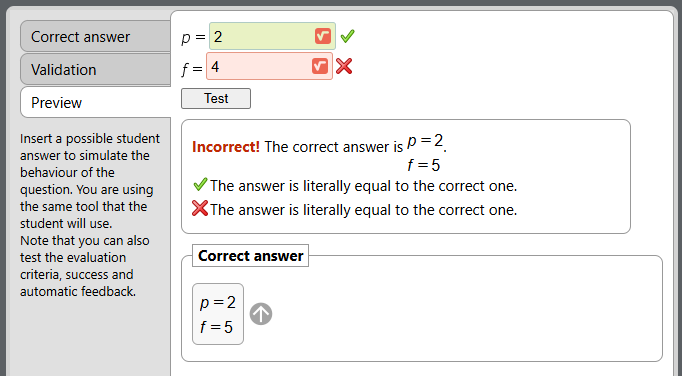 Correct answer
Validation
Preview
Insert a possible student
answer to simulate the
behaviour of the
question. You are using
the same tool that the
student will use.
Note that you can also
test the evaluation
criteria, success and
automatic feedback.
p = 2
f = 4
Test
Incorrect! The correct answer is p = 2.
f = 5
The answer is literally equal to the correct one.
The answer is literally equal to the correct one.
Correct answer
p = 2
f = 5